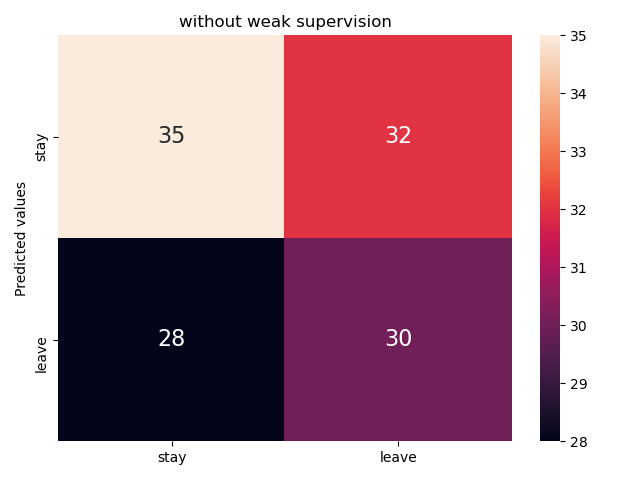 without weak supervision
Predicted values
stay
leave
35
32
28
30
stay
leave
35
34
33
32
31
30
29
28